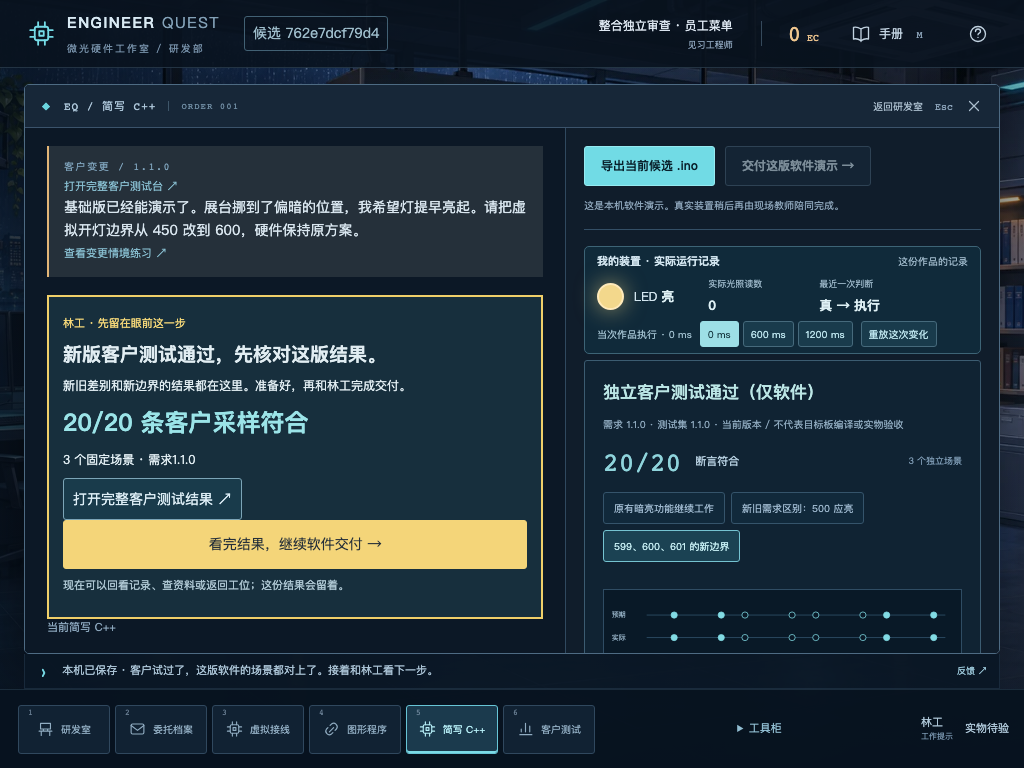 ENGINEER QUEST
微光硬件工作室 / 研发部
候选 762e7dcf79d4
整合独立审查 · 员工菜单
见习工程师
0 EC
手册 M
EQ / 简写 C++
ORDER 001
返回研发室 Esc
客户变更 / 1.1.0
打开完整客户测试台 ↗
基础版已经能演示了。展台挪到了偏暗的位置，我希望灯提早亮起。请把虚
拟开灯边界从 450 改到 600，硬件保持原方案。
查看变更情境练习 ↗
林工 · 先留在眼前这一步
新版客户测试通过，先核对这版结果。
新旧差别和新边界的结果都在这里。准备好，再和林工完成交付。
20/20 条客户采样符合
3 个固定场景 · 需求1.1.0
打开完整客户测试结果 ↗
看完结果，继续软件交付 →
现在可以回看记录、查资料或返回工位；这份结果会留着。
当前简写 C++
导出当前候选 .ino
交付这版软件演示 →
这是本机软件演示。真实装置稍后再由现场教师陪同完成。
我的装置 · 实际运行记录
这份作品的记录
LED 亮
实际光照读数
0
最近一次判断
真 → 执行
当次作品执行 · 0 ms
0 ms
600 ms
1200 ms
重放这次变化
独立客户测试通过（仅软件）
需求 1.1.0 · 测试集 1.1.0 · 当前版本 / 不代表目标板编译或实物验收
20/20 断言符合
3 个独立场景
原有暗亮功能继续工作
新旧需求区别：500 应亮
599、600、601 的新边界
预期
实际
本机已保存 · 客户试过了，这版软件的场景都对上了。接着和林工看下一步。
反馈 ↗
1 研发室
2 委托档案
3 虚拟接线
4 图形程序
5 简写 C++
6 客户测试
▶ 工具柜
林工
工作提示
实物待验